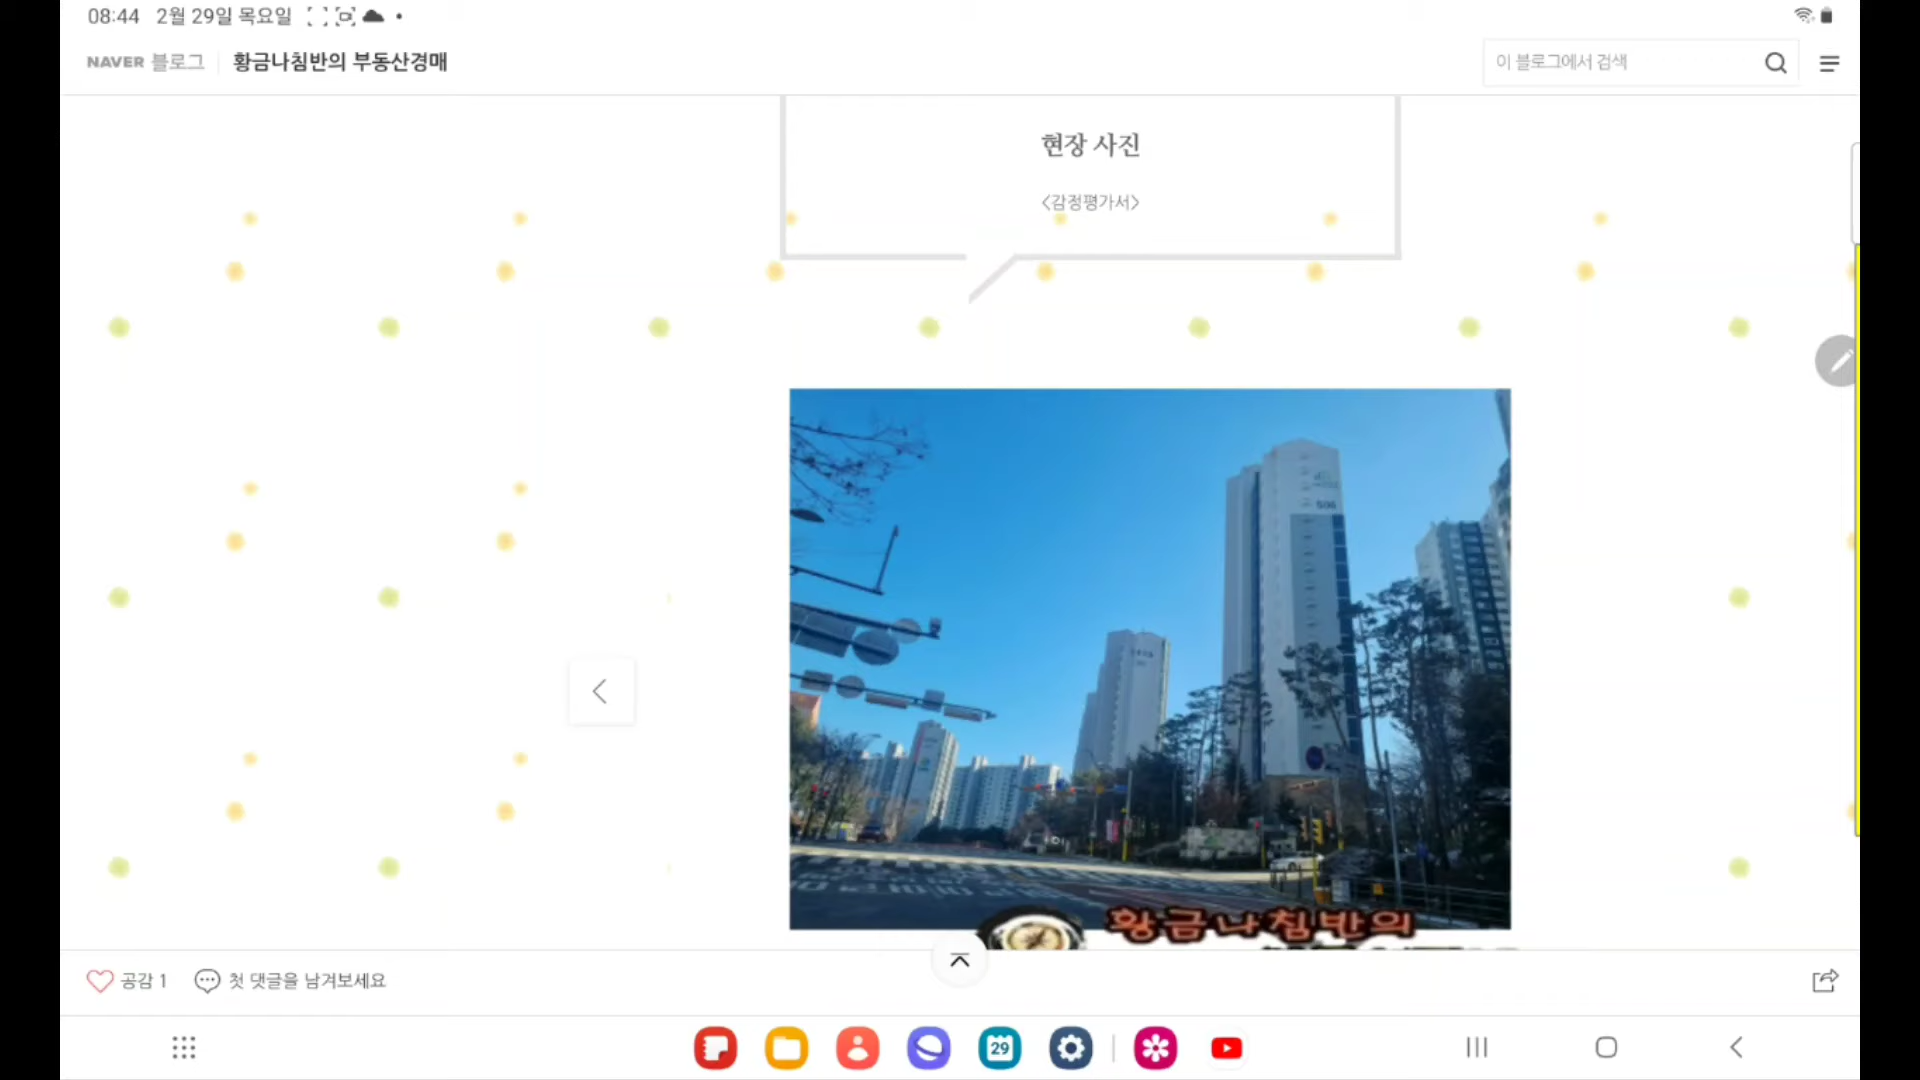 08:44 2월 29일 목요일
NAVER 블로그 황금나침반의 부동산경매
이 블로그에서 검색
현장 사진
<감정평가서>
506
황금나침반의
공감 1 첫 댓글을 남겨보세요
29